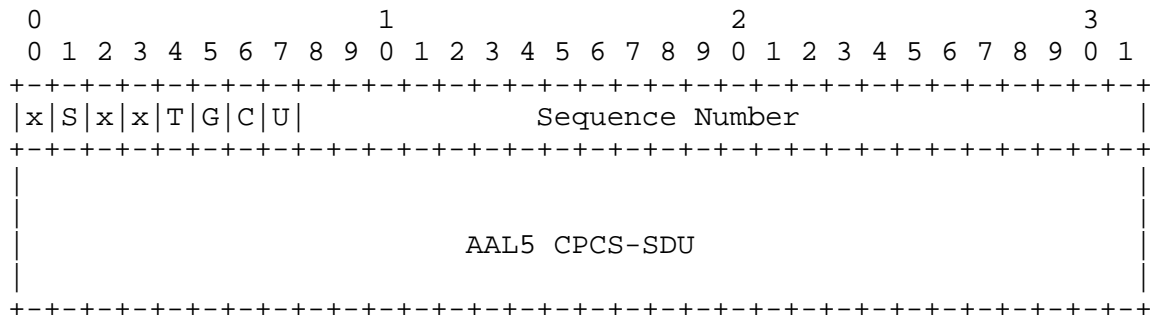 0                   1                   2                   3
 0 1 2 3 4 5 6 7 8 9 0 1 2 3 4 5 6 7 8 9 0 1 2 3 4 5 6 7 8 9 0 1
+-+-+-+-+-+-+-+-+-+-+-+-+-+-+-+-+-+-+-+-+-+-+-+-+-+-+-+-+-+-+-+-+
|x|S|x|x|T|G|C|U|             Sequence Number                   |
+-+-+-+-+-+-+-+-+-+-+-+-+-+-+-+-+-+-+-+-+-+-+-+-+-+-+-+-+-+-+-+-+
|                                                               |
|                                                               |
|                         AAL5 CPCS-SDU                         |
|                                                               |
+-+-+-+-+-+-+-+-+-+-+-+-+-+-+-+-+-+-+-+-+-+-+-+-+-+-+-+-+-+-+-+-+